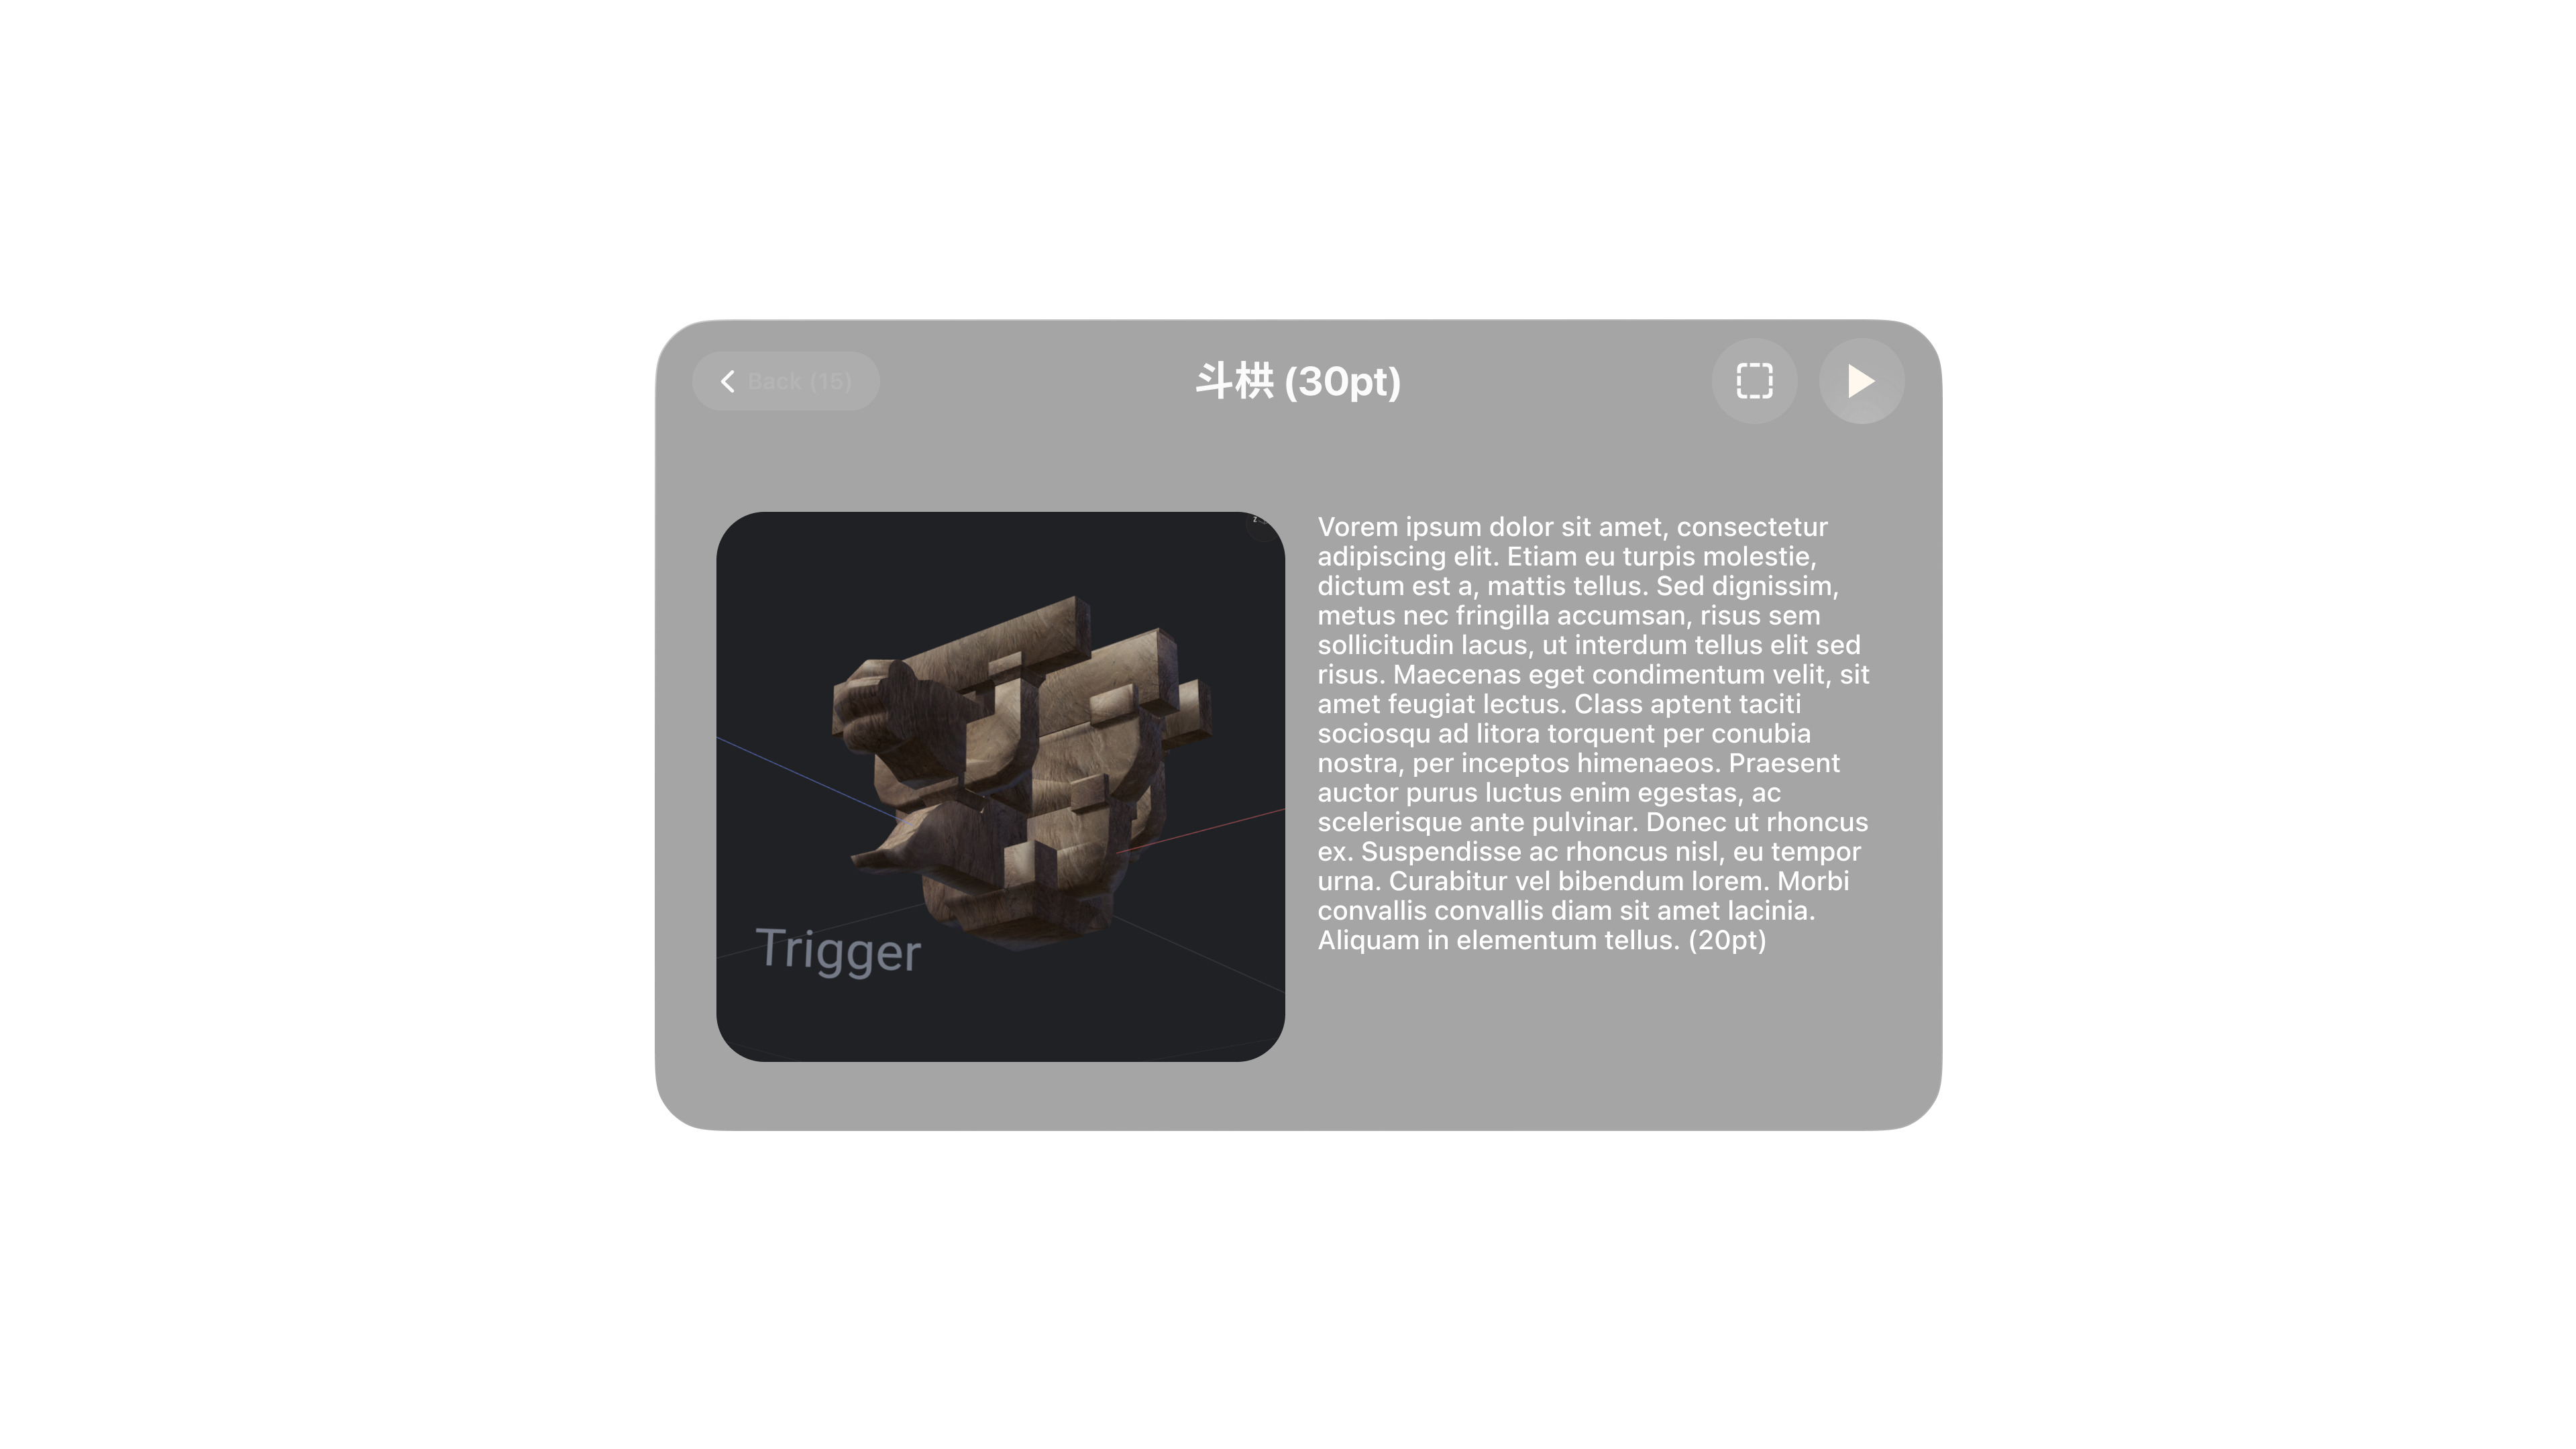 Back (15)
斗栱 (30pt)
Vorem ipsum dolor sit amet, consectetur
adipiscing elit. Etiam eu turpis molestie,
dictum est a, mattis tellus. Sed dignissim,
metus nec fringilla accumsan, risus sem
sollicitudin lacus, ut interdum tellus elit sed
risus. Maecenas eget condimentum velit, sit
amet feugiat lectus. Class aptent taciti
sociosqu ad litora torquent per conubia
nostra, per inceptos himenaeos. Praesent
auctor purus luctus enim egestas, ac
scelerisque ante pulvinar. Donec ut rhoncus
ex. Suspendisse ac rhoncus nisl, eu tempor
urna. Curabitur vel bibendum lorem. Morbi
convallis convallis diam sit amet lacinia.
Aliquam in elementum tellus. (20pt)
Trigger